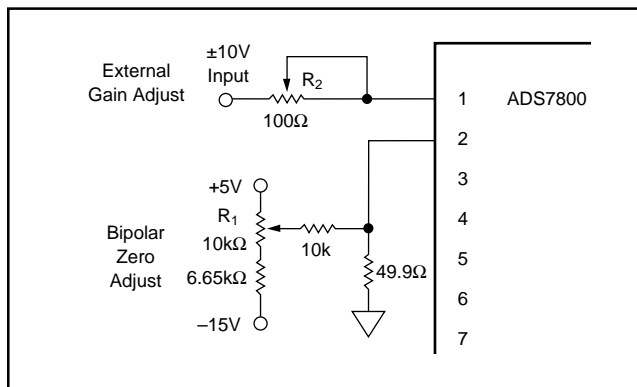 External
Gain Adjust
±10V
Input
R2
100Ω
1
ADS7800
2
3
4
5
6
7
+5V
R1
10kΩ
10k
Bipolar
Zero
Adjust
6.65kΩ
49.9Ω
–15V